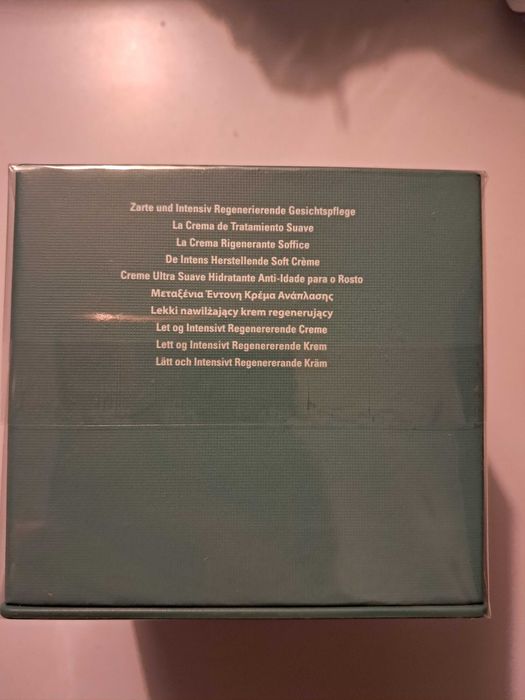 Zarte und Intensiv Regenerierende Gesichtspflege
La Crema de Tratamiento Suave
La Crema Rigenerante Soffice
De Intens Herstellende Soft Crème
Creme Ultra Suave Hidratante Anti-Idade para o Rosto
Μεταξένια Έντονη Κρέμα Ανάπλασης
Lekki nawilżający krem regenerujący
Let og Intensivt Regenererende Creme
Lett og Intensivt Regenererende Krem
Lätt och Intensivt Regenererande Kräm